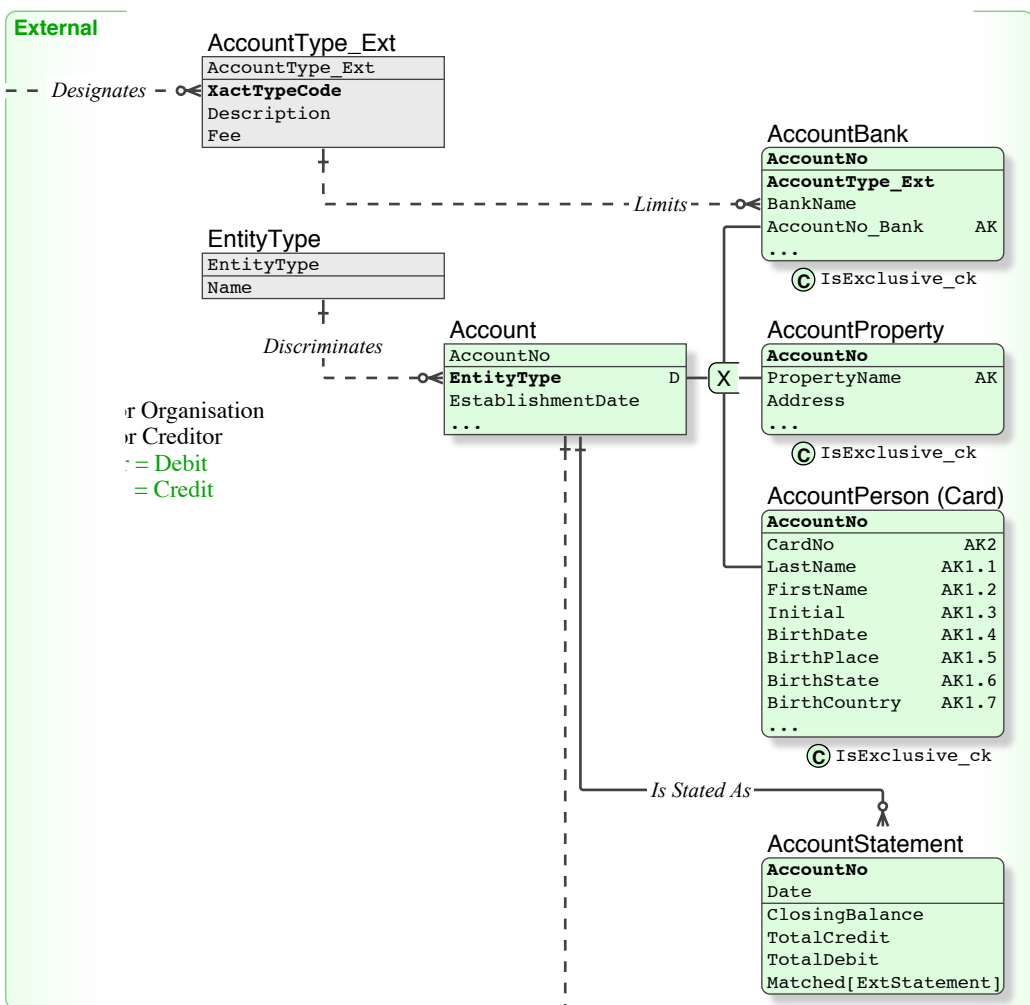 External
AccountType_Ext
AccountType_Ext
XactTypeCode
Description
Fee
Designates
Limits
AccountBank
AccountNo
AccountType_Ext
BankName
AccountNo_Bank AK
...
C IsExclusive_ck
EntityType
EntityType
Name
Discriminates
Account
AccountNo
EntityType D
EstablishmentDate
...
X
AccountProperty
AccountNo
PropertyName AK
Address
...
C IsExclusive_ck
r Organisation
or Creditor
= Debit
= Credit
AccountPerson (Card)
AccountNo
CardNo AK2
LastName AK1.1
FirstName AK1.2
Initial AK1.3
BirthDate AK1.4
BirthPlace AK1.5
BirthState AK1.6
BirthCountry AK1.7
...
C IsExclusive_ck
Is Stated As
AccountStatement
AccountNo
Date
ClosingBalance
TotalCredit
TotalDebit
Matched[ExtStatement]